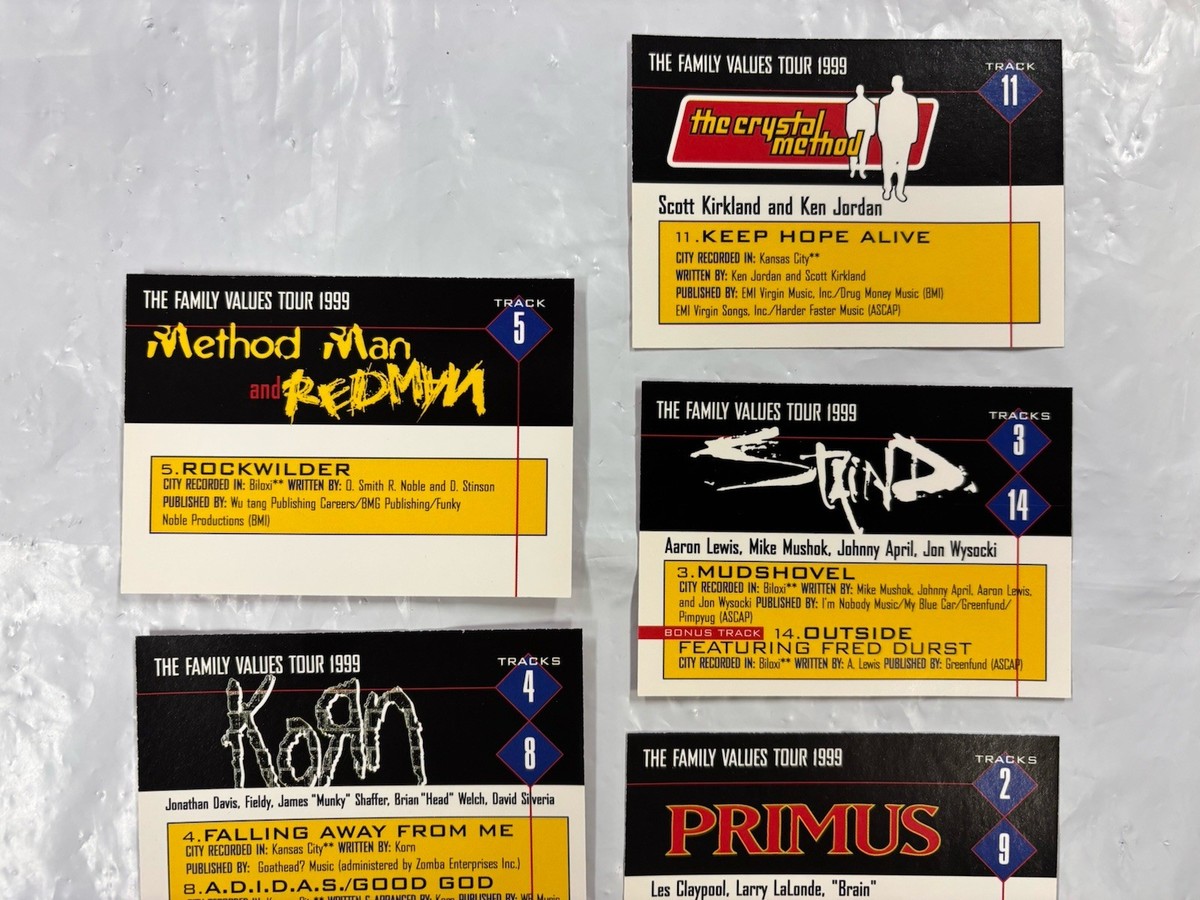 THE FAMILY VALUES TOUR 1999
TRACK
11
the crystal
method
Scott Kirkland and Ken Jordan
11.KEEP HOPE ALIVE
CITY RECORDED IN: Kansas City**
WRITTEN BY: Ken Jordan and Scott Kirkland
PUBLISHED BY: EMI Virgin Music, Inc./Drug Money Music (BMI)
EMI Virgin Songs, Inc./Harder Faster Music (ASCAP)
THE FAMILY VALUES TOUR 1999
TRACK
5
Method Man
and REDMAN
5.ROCKWILDER
CITY RECORDED IN: Biloxi** WRITTEN BY: D. Smith R. Noble and D. Stinson
PUBLISHED BY: Wu tang Publishing Careers/BMG Publishing/Funky
Noble Productions (BMI)
THE FAMILY VALUES TOUR 1999
TRACKS
3
14
STAIND
Aaron Lewis, Mike Mushok, Johnny April, Jon Wysocki
3.MUDSHOVEL
CITY RECORDED IN: Biloxi** WRITTEN BY: Mike Mushok, Johnny April, Aaron Lewis,
and Jon Wysocki PUBLISHED BY: I'm Nobody Music/My Blue Car/Greenfund/
Pimpyug (ASCAP)
BONUS TRACK 14.OUTSIDE
FEATURING FRED DURST
CITY RECORDED IN: Biloxi** WRITTEN BY: A. Lewis PUBLISHED BY: Greenfund (ASCAP)
THE FAMILY VALUES TOUR 1999
TRACKS
4
8
KoЯn
Jonathan Davis, Fieldy, James "Munky" Shaffer, Brian "Head" Welch, David Silveria
4.FALLING AWAY FROM ME
CITY RECORDED IN: Kansas City** WRITTEN BY: Korn
PUBLISHED BY: Goathead? Music (administered by Zomba Enterprises Inc.)
8.A.D.I.D.A.S./GOOD GOD
THE FAMILY VALUES TOUR 1999
TRACKS
2
9
PRIMUS
Les Claypool, Larry LaLonde, "Brain"